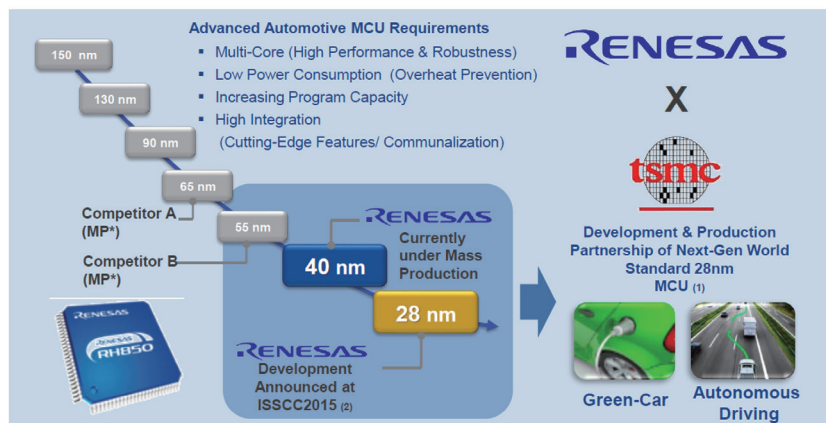 Advanced Automotive MCU Requirements
▪ Multi-Core (High Performance & Robustness)
▪ Low Power Consumption (Overheat Prevention)
▪ Increasing Program Capacity
▪ High Integration
(Cutting-Edge Features/ Communalization)
150 nm
130 nm
90 nm
65 nm
55 nm
40 nm
28 nm
Competitor A
(MP*)
Competitor B
(MP*)
RENESAS
Currently
under Mass
Production
RENESAS
Development
Announced at
ISSCC2015 (2)
RENESAS
RENESAS
RH850
RENESAS
X
tsmc
Development & Production
Partnership of Next-Gen World
Standard 28nm
MCU (1)
Green-Car
Autonomous
Driving